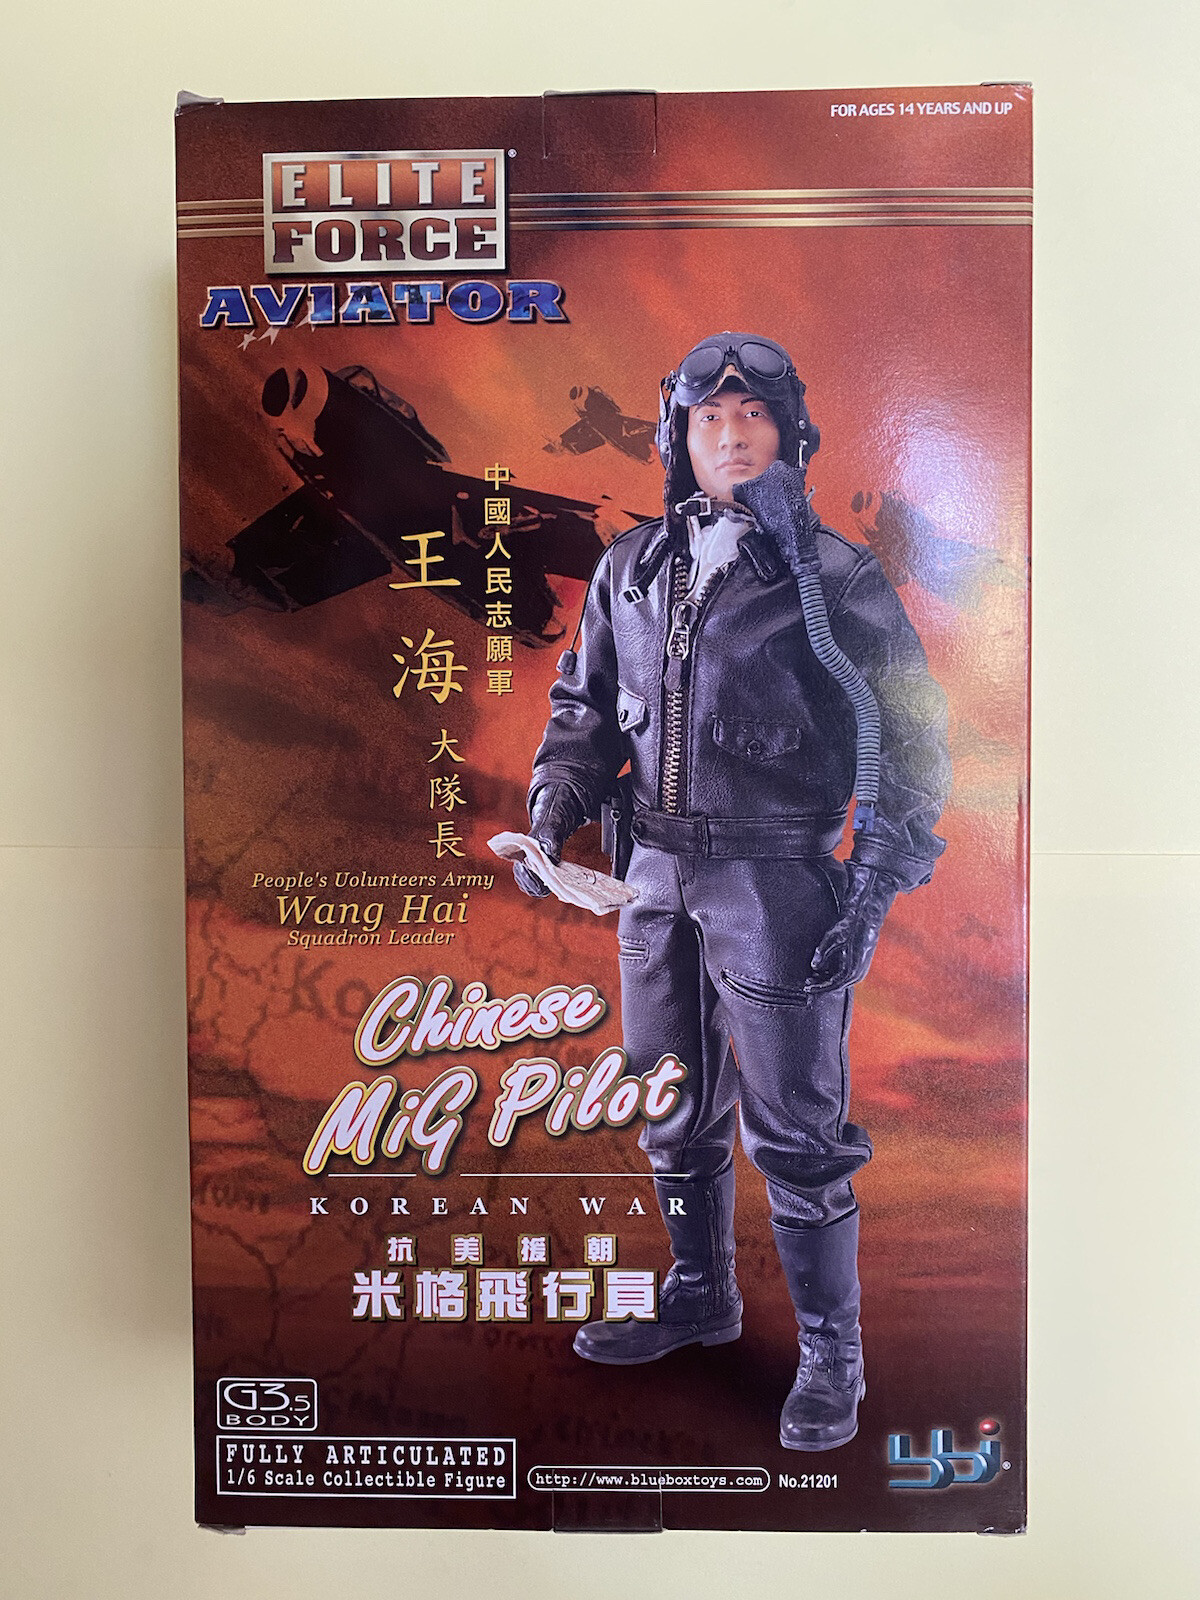 FOR AGES 14 YEARS AND UP
ELITE
FORCE®
AVIATOR
中國人民志願軍
王海大隊長
People's Uolunteers Army
Wang Hai
Squadron Leader
Chinese
MiG Pilot
KOREAN WAR
抗美援朝
米格飛行員
G3.5
BODY
FULLY ARTICULATED
1/6 Scale Collectible Figure
http://www.blueboxtoys.com
No.21201
bbi®